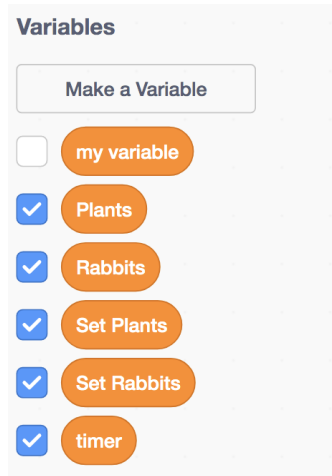 Variables
Make a Variable
my variable
Plants
Rabbits
Set Plants
Set Rabbits
timer